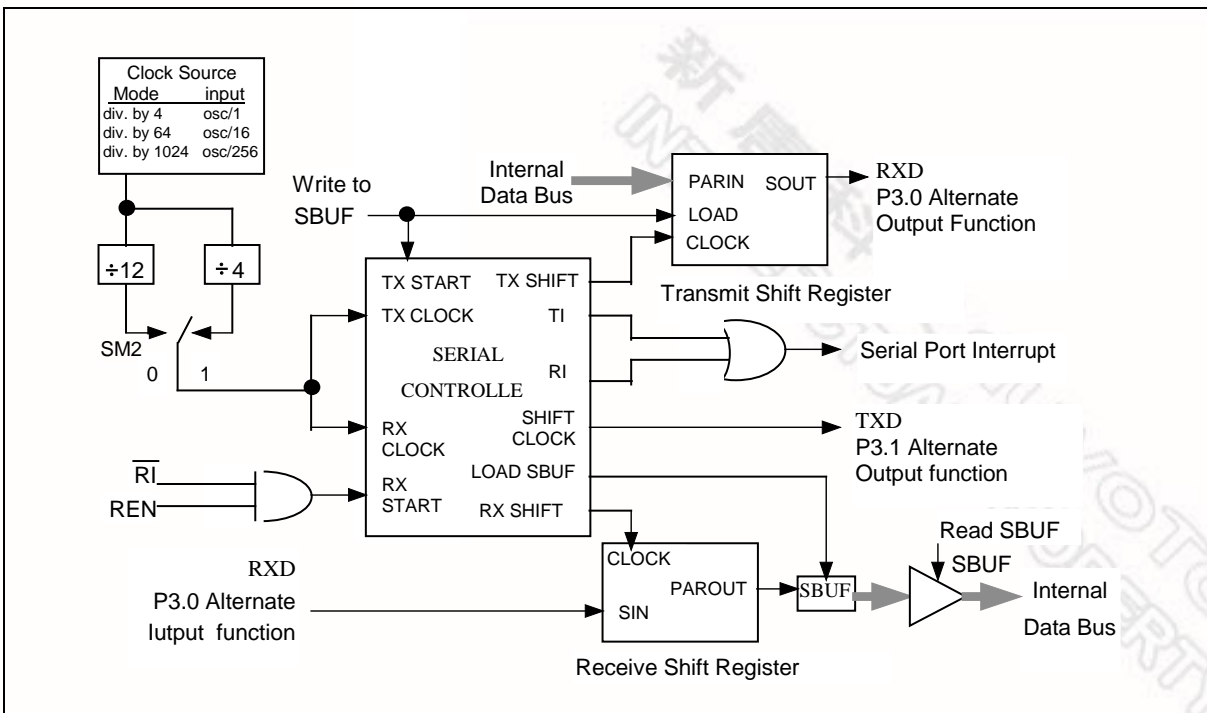 Clock Source
Mode input
div. by 4 osc/1
div. by 64 osc/16
div. by 1024 osc/256
÷12
÷4
SM2
0 1
Write to
SBUF
Internal
Data Bus
PARIN SOUT
LOAD
CLOCK
Transmit Shift Register
RXD
P3.0 Alternate
Output Function
TX START TX SHIFT
TX CLOCK TI
SERIAL
CONTROLLE
RI
RX
CLOCK
SHIFT
CLOCK
LOAD SBUF
RX
START
RX SHIFT
Serial Port Interrupt
TXD
P3.1 Alternate
Output function
RI
REN
RXD
P3.0 Alternate
Iutput function
CLOCK
PAROUT
SIN
Receive Shift Register
SBUF
Read SBUF
SBUF
Internal
Data Bus
新唐科